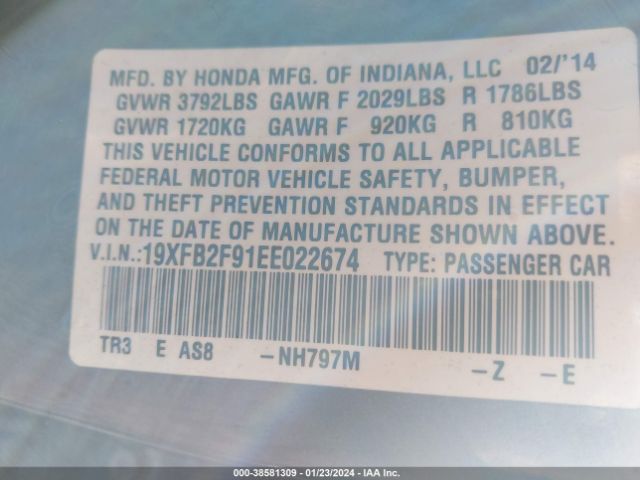 MFD. BY HONDA MFG. OF INDIANA, LLC 02/'14
GVWR 3792LBS GAWR F 2029LBS R 1786LBS
GVWR 1720KG GAWR F 920KG R 810KG
THIS VEHICLE CONFORMS TO ALL APPLICABLE
FEDERAL MOTOR VEHICLE SAFETY, BUMPER,
AND THEFT PREVENTION STANDARDS IN EFFECT
ON THE DATE OF MANUFACTURE SHOWN ABOVE.
V.I.N.:19XFB2F91EE022674 TYPE: PASSENGER CAR
TR3 E AS8 -NH797M -Z -E
000-38581309 - 01/23/2024 - IAAI.COM